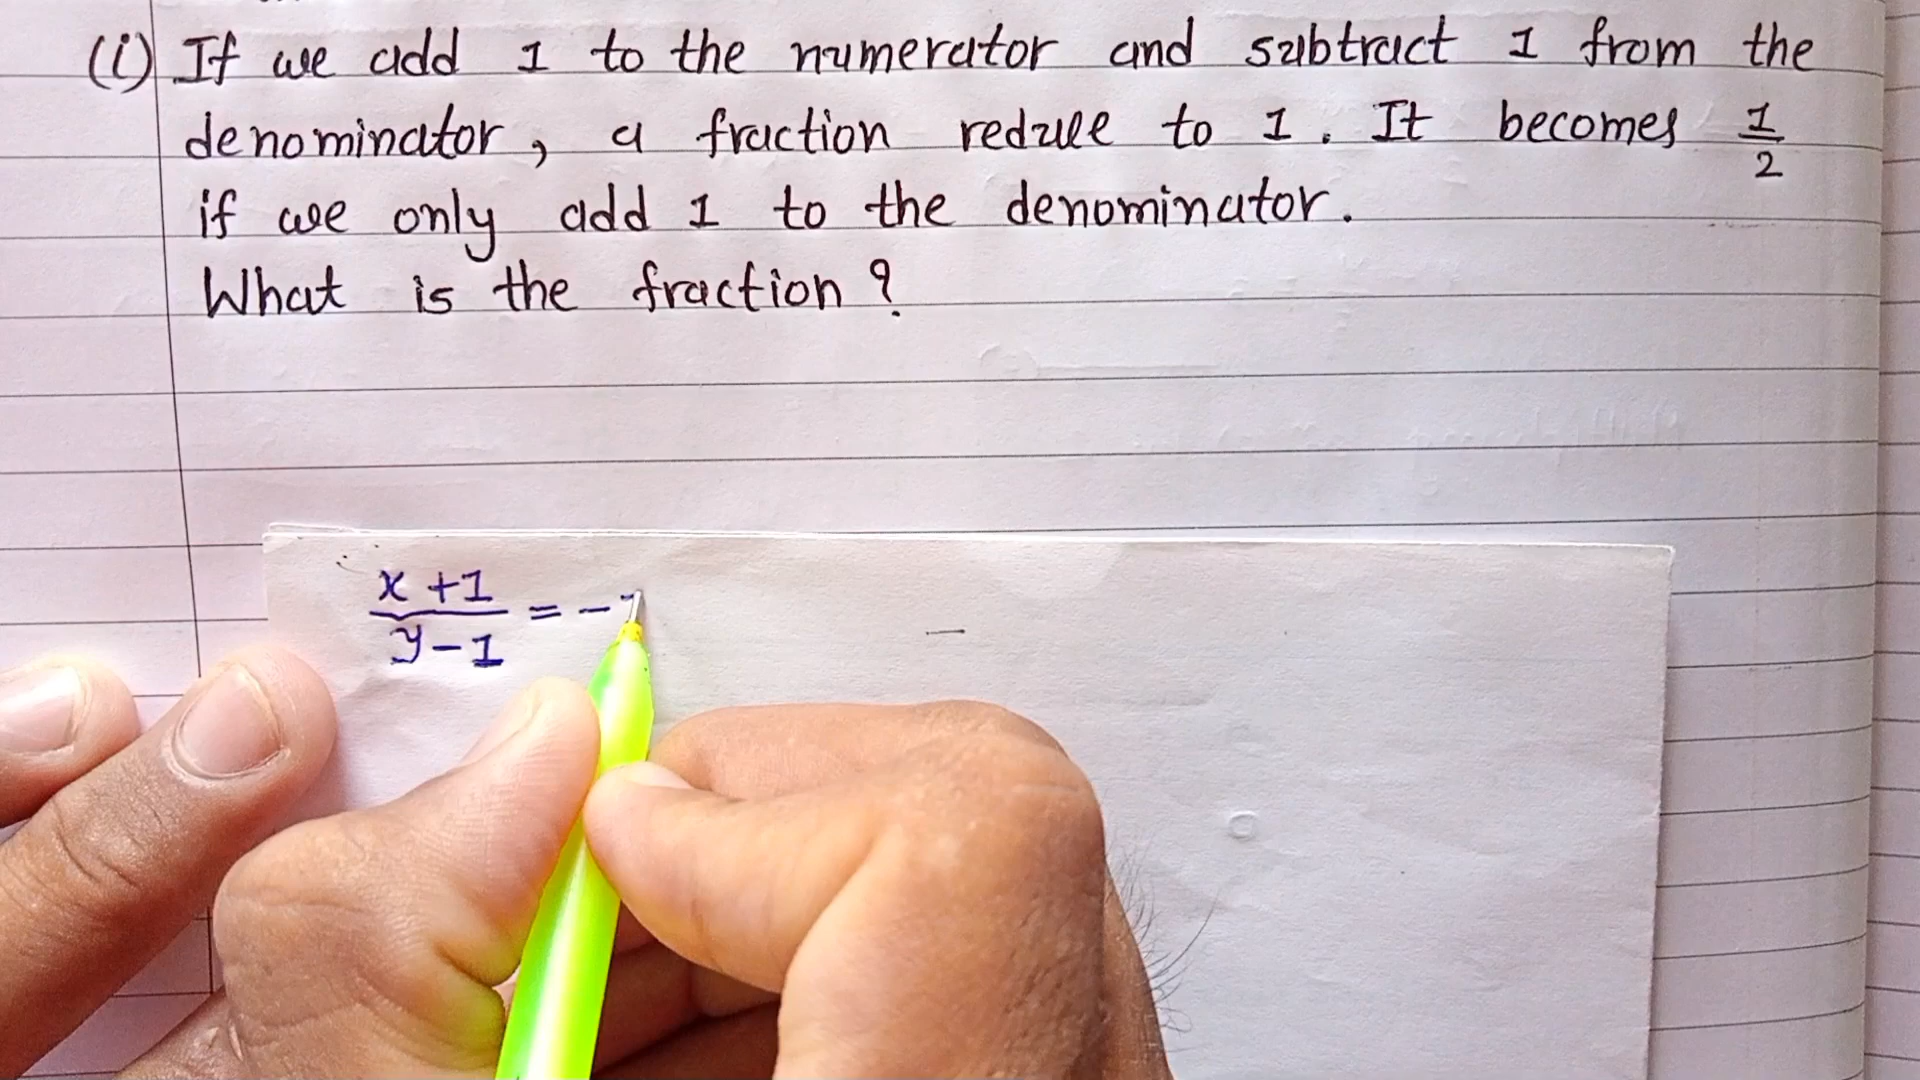 (i) If we add 1 to the numerator and subtract 1 from the
denominator, a fraction reduce to 1. It becomes 1/2
if we only add 1 to the denominator.
What is the fraction?
x+1
y-1 = -